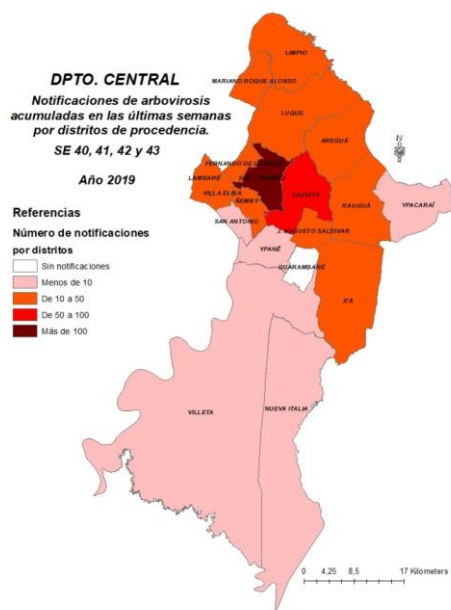 DPTO. CENTRAL
Notificaciones de arbovirosis
acumuladas en las últimas semanas
por distritos de procedencia.
SE 40, 41, 42 y 43
Año 2019
Referencias
Número de notificaciones
por distritos
Sin notificaciones
Menos de 10
De 10 a 50
De 50 a 100
Más de 100
LIMPIO
MARIANO ROQUE ALONSO
LUQUE
AREGUÁ
N
FERNANDO DE
LAMBARÉ
VILLA ELISA
ÑEMBY
ITAUGUÁ
YPACARAÍ
SAN ANTONIO
J. AUGUSTO SALDIVAR
YPANÉ
GUARAMBARÉ
ITÁ
VILLETA
NUEVA ITALIA
0 4,25 8,5 17 Kilometers